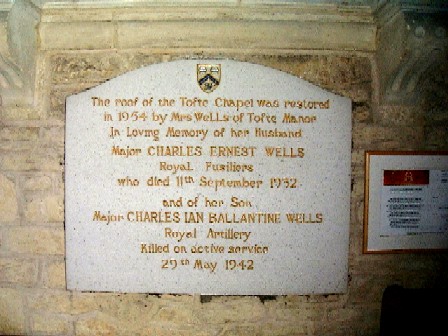 The roof of the Tofte Chapel was restored
in 1954 by Mrs Wells of Tofte Manor
In Loving Memory of her Husband
Major CHARLES ERNEST WELLS
Royal Fusiliers
who died 11th September 1952
and of her Son
Major CHARLES IAN BALLANTINE WELLS
Royal Artillery
Killed on active service
29th May 1942